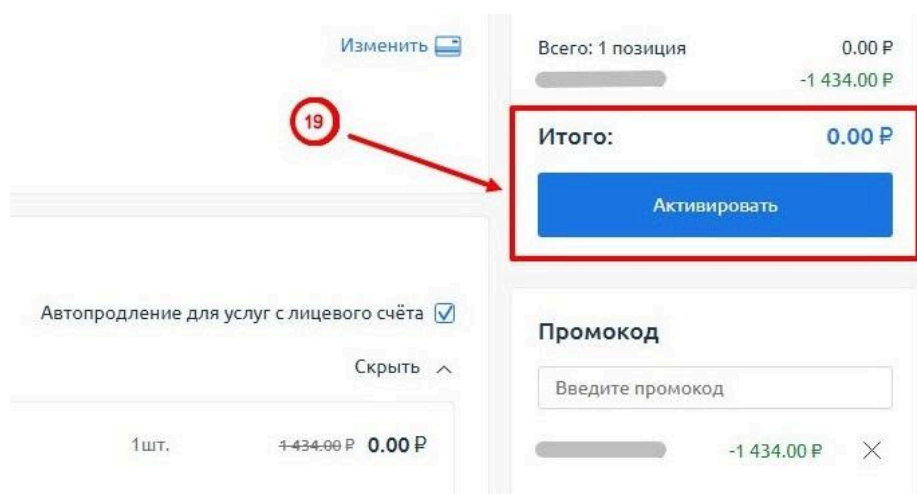 Изменить
19
Автопродление для услуг с лицевого счёта
Скрыть
1шт. 1 434.00 ₽ 0.00 ₽
Всего: 1 позиция 0.00 ₽
-1 434.00 ₽
Итого: 0.00 ₽
Активировать
Промокод
Введите промокод
-1 434.00 ₽